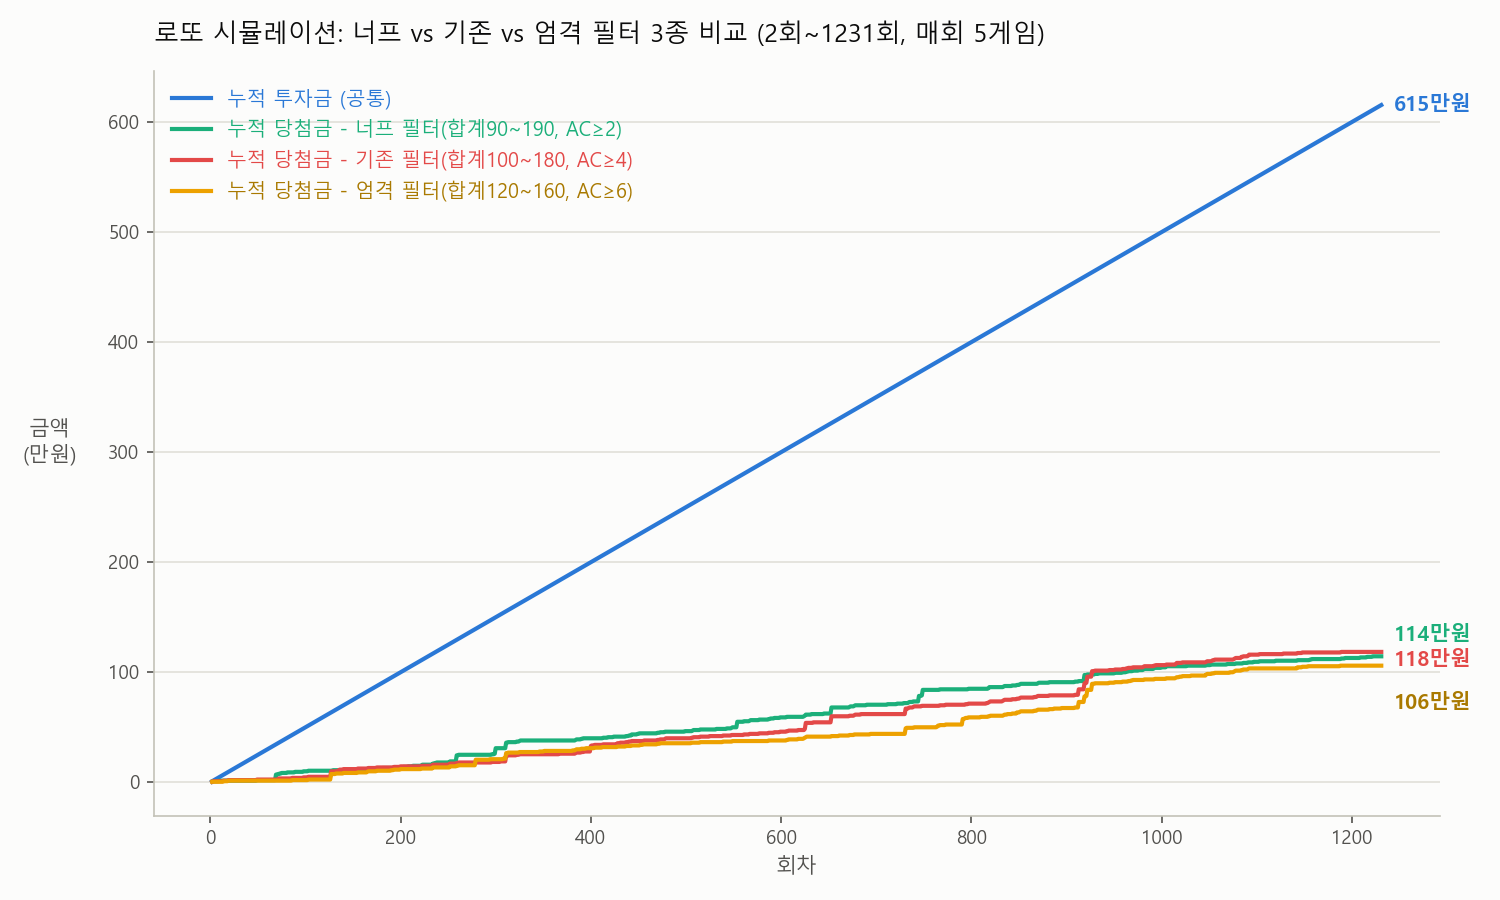 로또 시뮬레이션: 너프 vs 기존 vs 엄격 필터 3종 비교 (2회~1231회, 매회 5게임)
누적 투자금 (공통)
누적 당첨금 - 너프 필터(합계90~190, AC≥2)
누적 당첨금 - 기존 필터(합계100~180, AC≥4)
누적 당첨금 - 엄격 필터(합계120~160, AC≥6)
615만원
114만원
118만원
106만원
금액
(만원)
600
500
400
300
200
100
0
0
200
400
600
800
1000
1200
회차